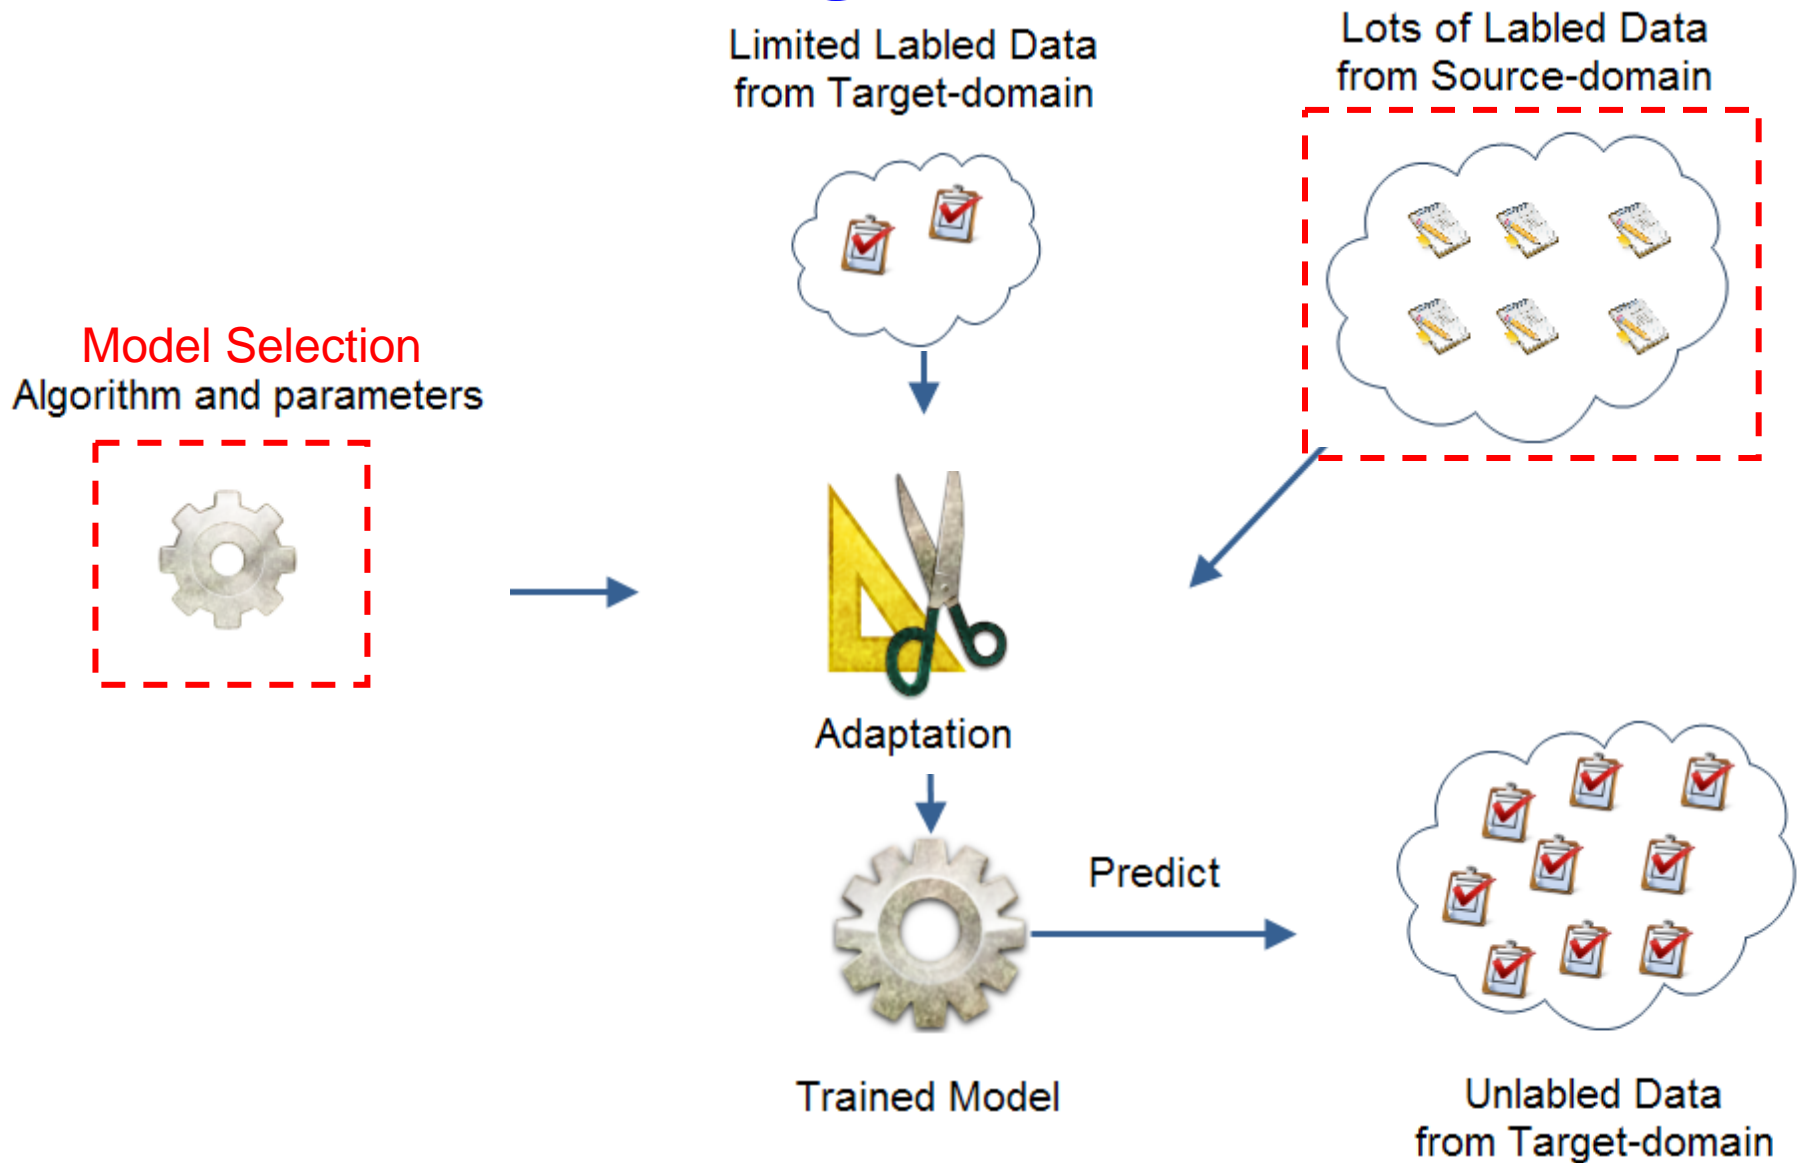 Limited Labled Data
from Target-domain
Lots of Labled Data
from Source-domain
Model Selection
Algorithm and parameters
Adaptation
Predict
Trained Model
Unlabled Data
from Target-domain